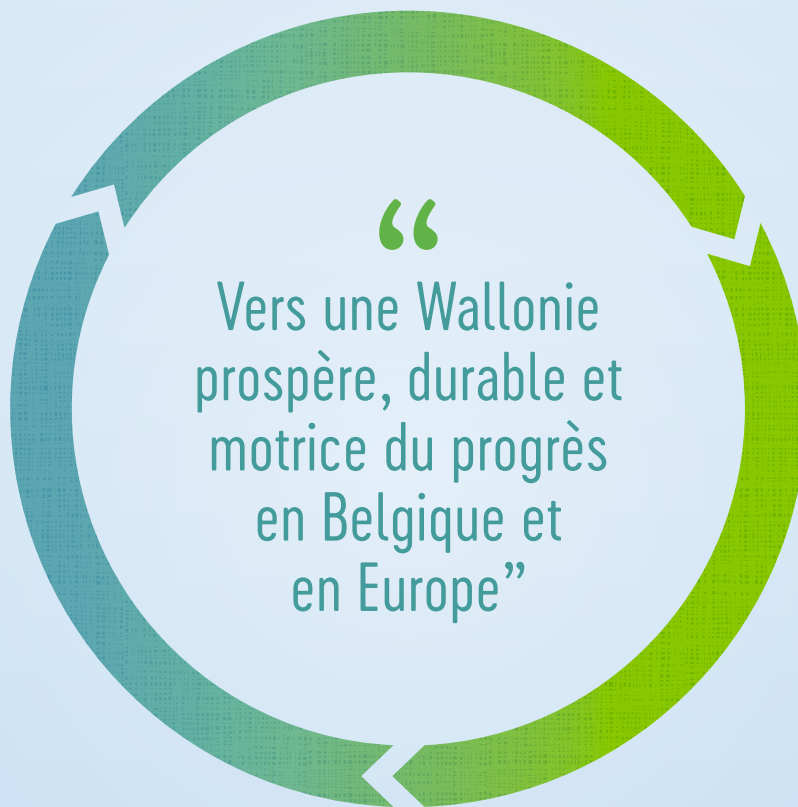 “
Vers une Wallonie
prospère, durable et
motrice du progrès
en Belgique et
en Europe”